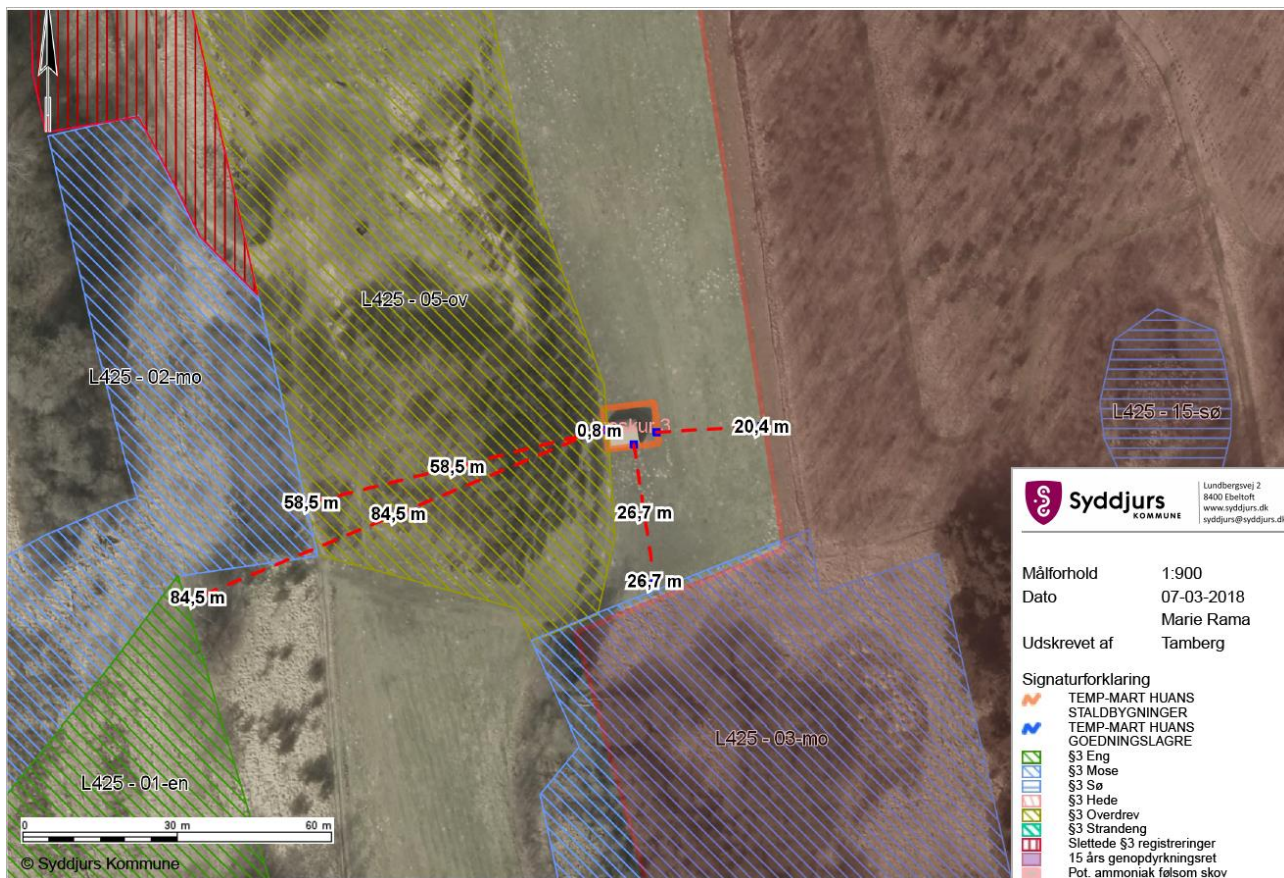 L425 - 05-ov
L425 - 02-mo
L425 - 15-sø
skur 3
0,8 m
20,4 m
58,5 m
58,5 m
84,5 m
26,7 m
26,7 m
84,5 m
L425 - 03-mo
L425 - 01-en
0 30 m 60 m
© Syddjurs Kommune
Syddjurs
KOMMUNE
Lundbergsvej 2
8400 Ebeltoft
www.syddjurs.dk
syddjurs@syddjurs.dk
Målforhold 1:900
Dato 07-03-2018
Marie Rama
Udskrevet af Tamberg
Signaturforklaring
TEMP-MART HUANS
STALDBYGNINGER
TEMP-MART HUANS
GOEDNINGSLAGRE
§3 Eng
§3 Mose
§3 Sø
§3 Hede
§3 Overdrev
§3 Strandeng
Slettede §3 registreringer
15 års genopdyrkningsret
Pot. ammoniak følsom skov